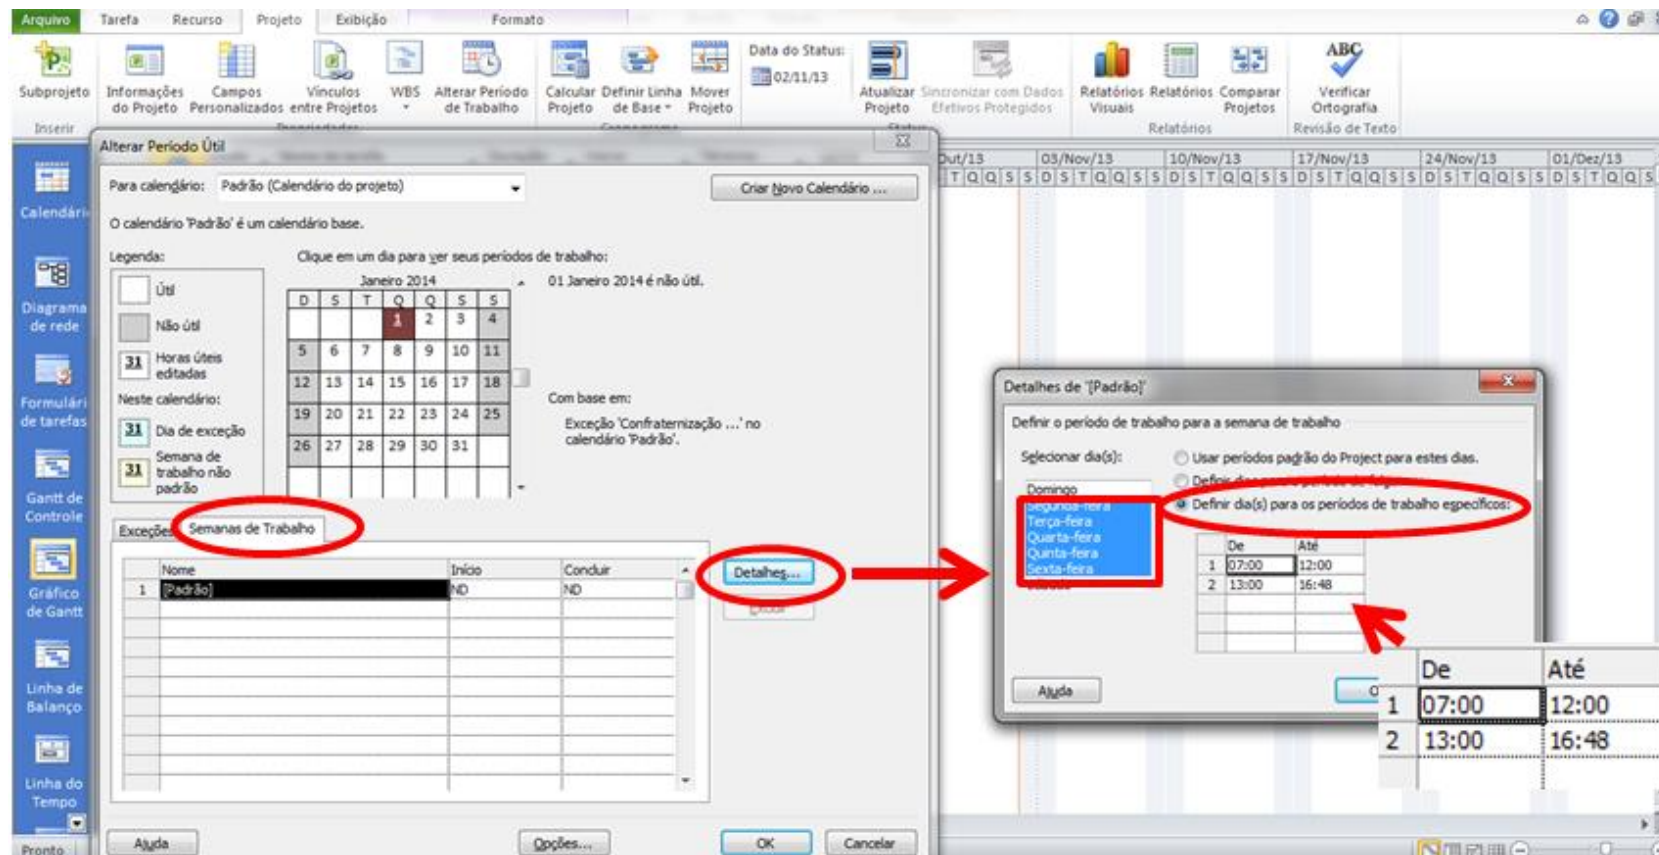 Arquivo Tarefa Recurso Projeto Exibição Formato
Subprojeto
Informações do Projeto
Campos Personalizados
Vínculos entre Projetos
WBS
Alterar Período de Trabalho
Calcular Projeto
Definir Linha de Base
Mover Projeto
Data do Status:
02/11/13
Atualizar Projeto
Sincronizar com Dados Efetivos Protegidos
Relatórios Visuais
Relatórios
Comparar Projetos
ABC
Verificar Ortografia
Inserir
Status
Relatórios
Revisão de Texto
Calendári
Diagrama de rede
Formulári de tarefas
Gantt de Controle
Gráfico de Gantt
Linha de Balanço
Linha do Tempo
Pronto
Alterar Período Útil
Para calendário: Padrão (Calendário do projeto)
Criar Novo Calendário ...
O calendário 'Padrão' é um calendário base.
Legenda:
Útil
Não útil
31 Horas úteis editadas
Neste calendário:
31 Dia de exceção
31 Semana de trabalho não padrão
Clique em um dia para ver seus períodos de trabalho:
Janeiro 2014
D S T Q Q S S
1 2 3 4
5 6 7 8 9 10 11
12 13 14 15 16 17 18
19 20 21 22 23 24 25
26 27 28 29 30 31
01 Janeiro 2014 é não útil.
Com base em:
Exceção 'Confraternização ...' no
calendário 'Padrão'.
Exceções Semanas de Trabalho
Nome Início Concluir
1 [Padrão] ND ND
Detalhes...
Excluir
Ajuda Opções... OK Cancelar
Out/13 03/Nov/13 10/Nov/13 17/Nov/13 24/Nov/13 01/Dez/13
T Q Q S S D S T Q Q S S D S T Q Q S S D S T Q Q S S D S T Q Q S S D S T Q Q S
Detalhes de '[Padrão]'
Definir o período de trabalho para a semana de trabalho
Selecionar dia(s):
Domingo
Segunda-feira
Terça-feira
Quarta-feira
Quinta-feira
Sexta-feira
Sábado
Usar períodos padrão do Project para estes dias.
Definir dias para o período de folga.
Definir dia(s) para os períodos de trabalho específicos:
De Até
1 07:00 12:00
2 13:00 16:48
Ajuda
De Até
1 07:00 12:00
2 13:00 16:48